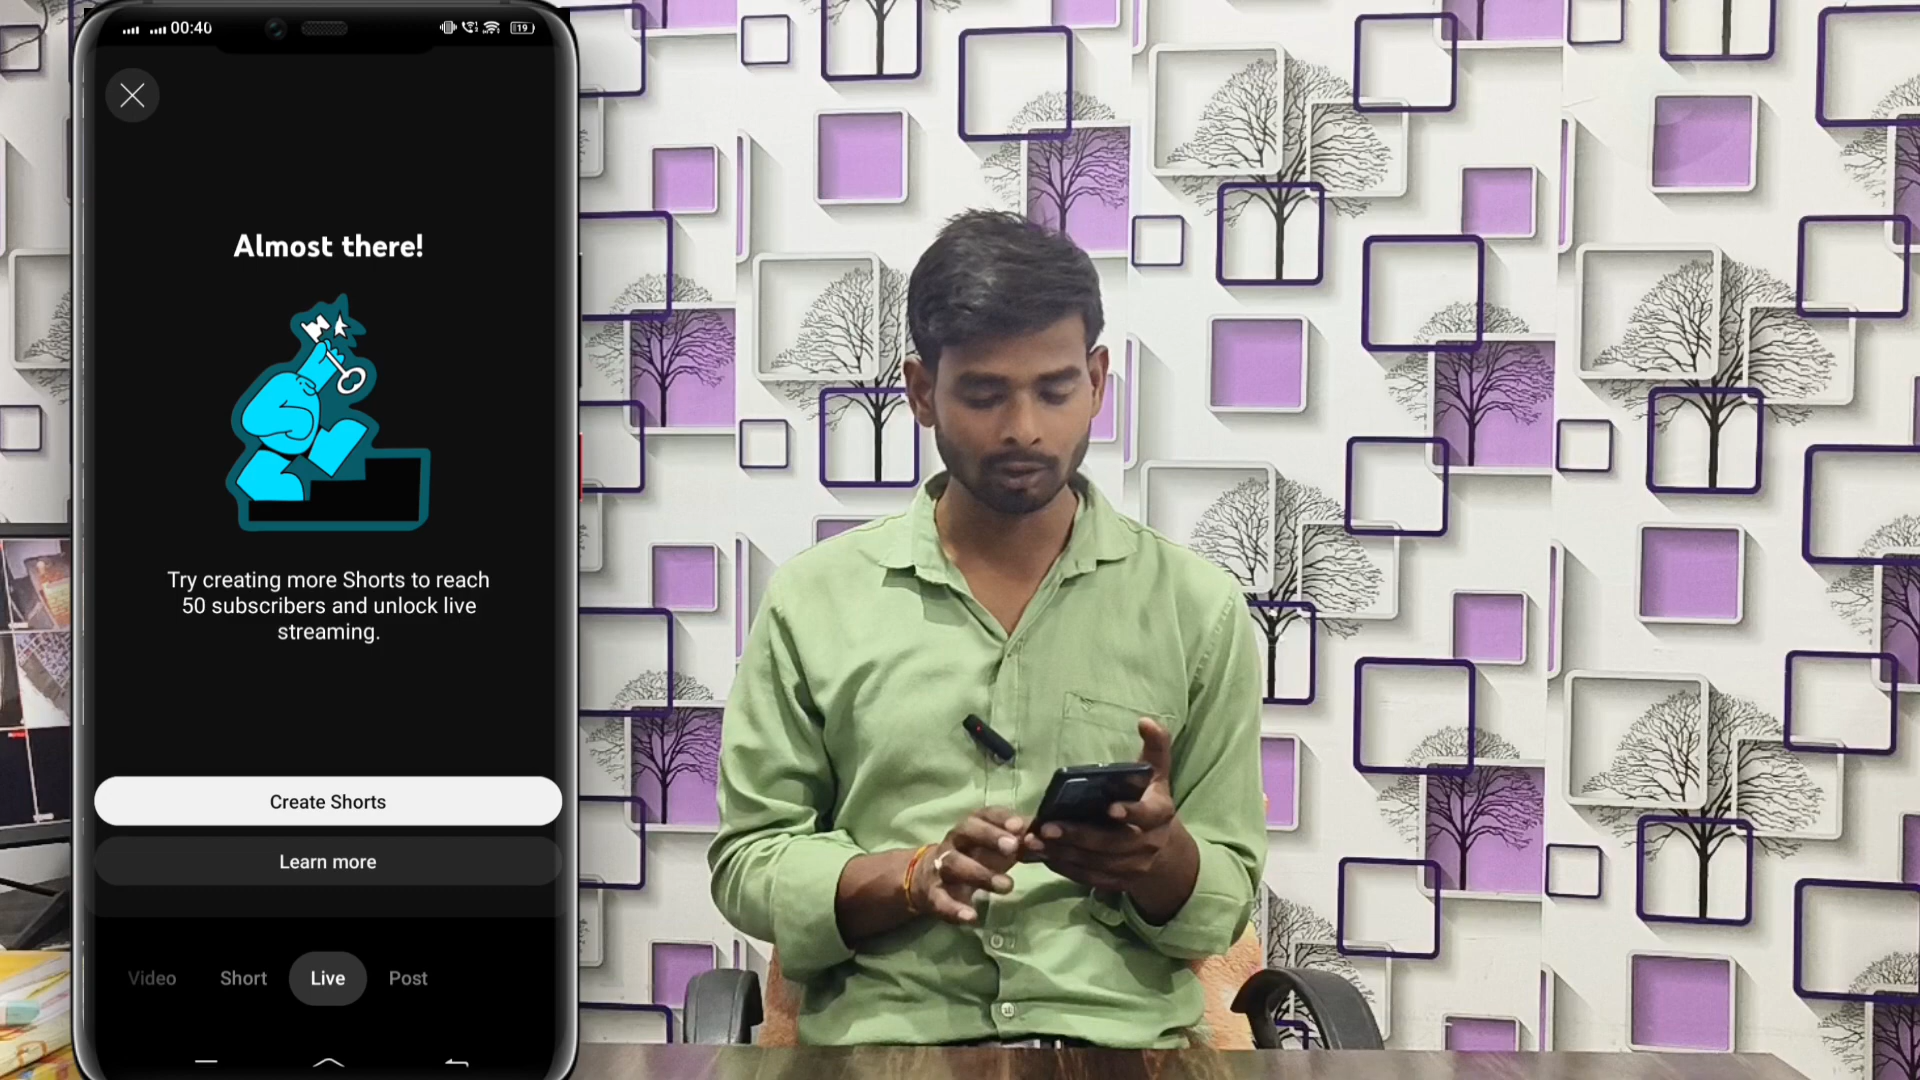 00:40
19
Almost there!
Try creating more Shorts to reach
50 subscribers and unlock live
streaming.
Create Shorts
Learn more
Video Short Live Post